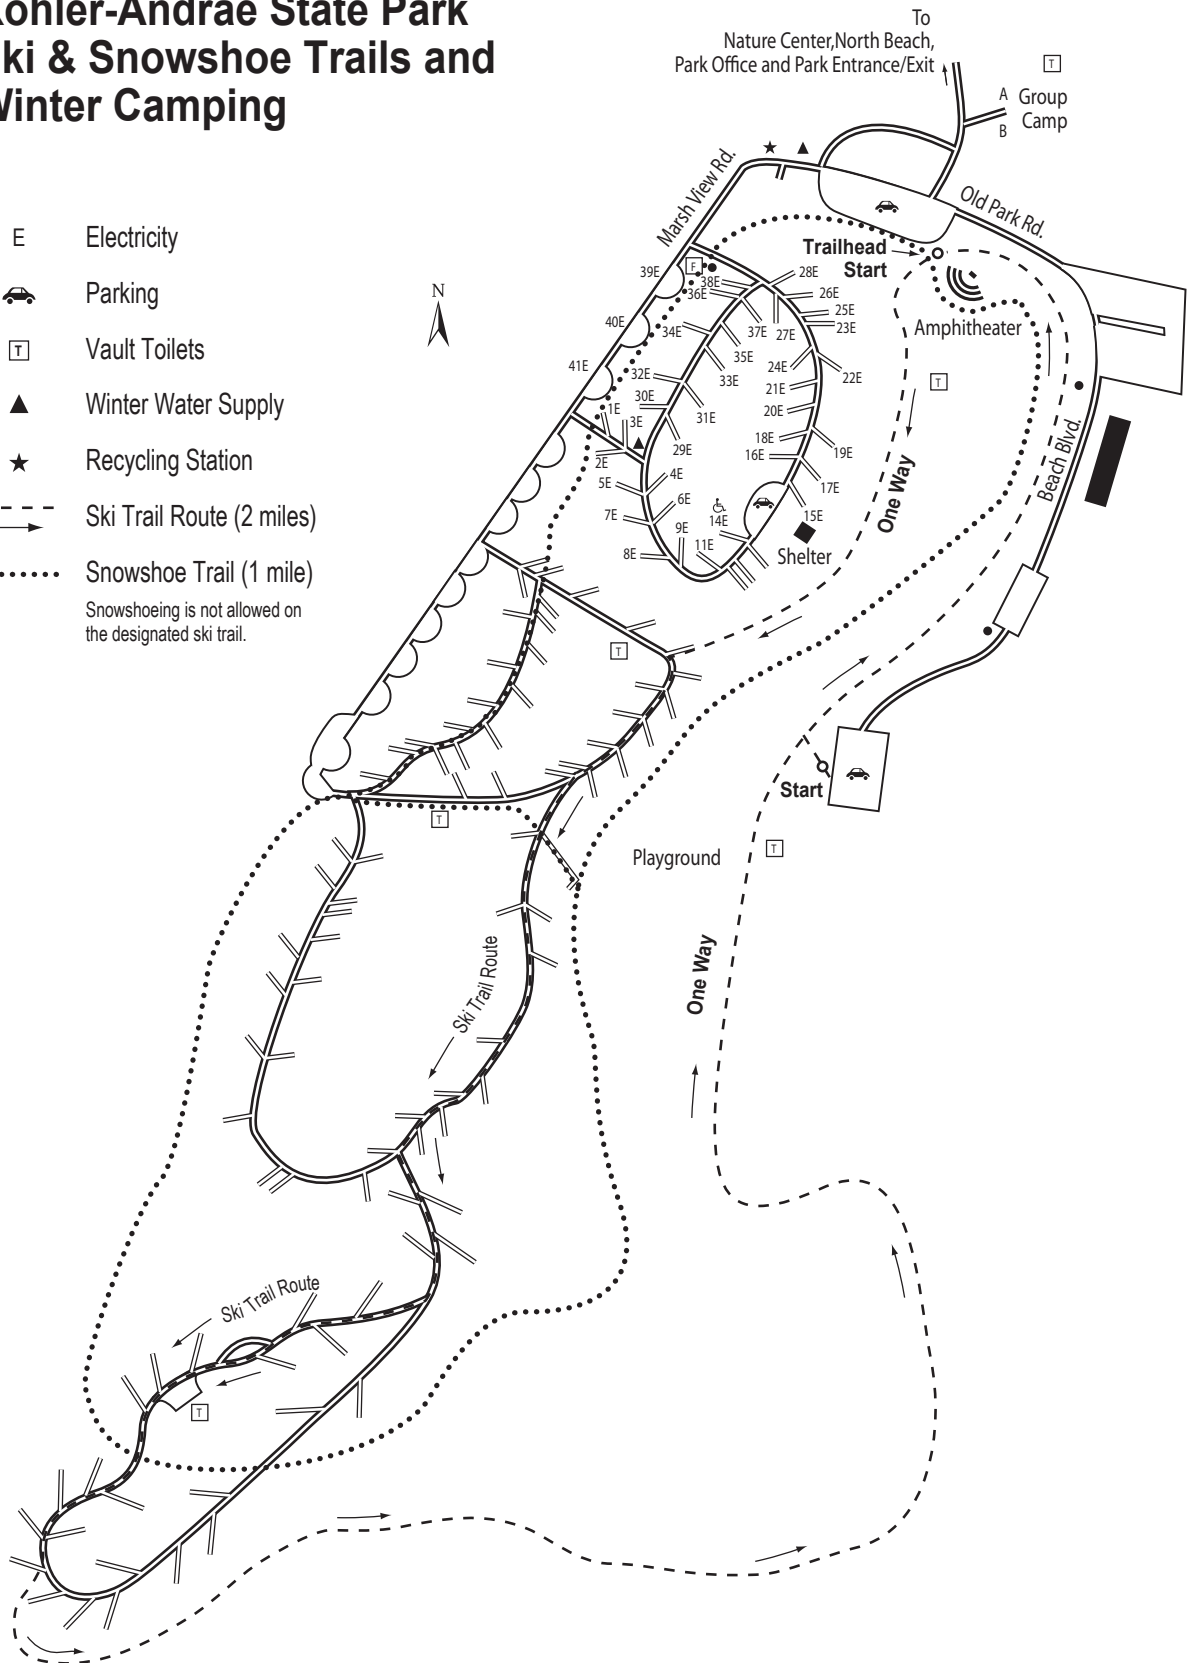 Kohler-Andrae State Park
Ski & Snowshoe Trails and
Winter Camping
E Electricity
Parking
T Vault Toilets
Winter Water Supply
Recycling Station
Ski Trail Route (2 miles)
Snowshoe Trail (1 mile)
Snowshoeing is not allowed on
the designated ski trail.
N
To
Nature Center,North Beach,
Park Office and Park Entrance/Exit
T
A Group
B Camp
Marsh View Rd.
Old Park Rd.
Trailhead
Start
Amphitheater
F
39E
38E
36E
28E
26E
25E
23E
40E
34E
37E
27E
35E
41E
32E
33E
24E
22E
21E
30E
31E
20E
1E
3E
29E
18E
19E
2E
16E
5E
4E
17E
6E
7E
14E
15E
9E
8E
11E
Shelter
T
One Way
Beach Blvd.
T
Start
T
Playground
T
Ski Trail Route
One Way
Ski Trail Route
T